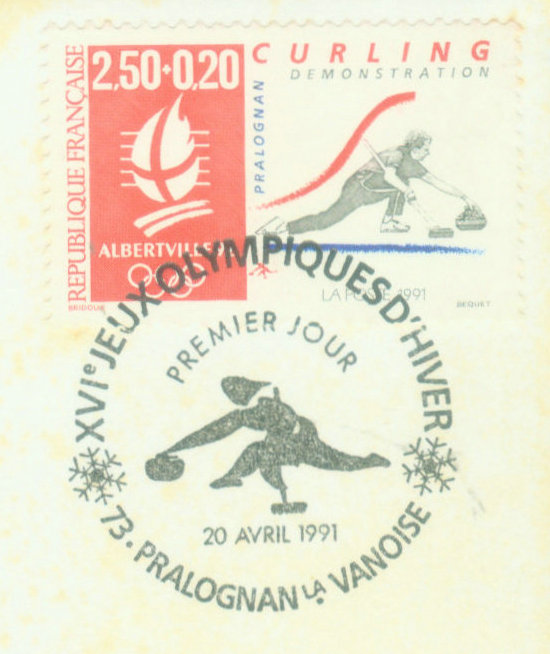 REPUBLIQUE FRANÇAISE
2,50+0,20
ALBERTVILLE
BRIDOUX
CURLING
DEMONSTRATION
PRALOGNAN
LA POSTE 1991
BEQUET
XVIe JEUX OLYMPIQUES D'HIVER
PREMIER JOUR
20 AVRIL 1991
73. PRALOGNAN LA VANOISE